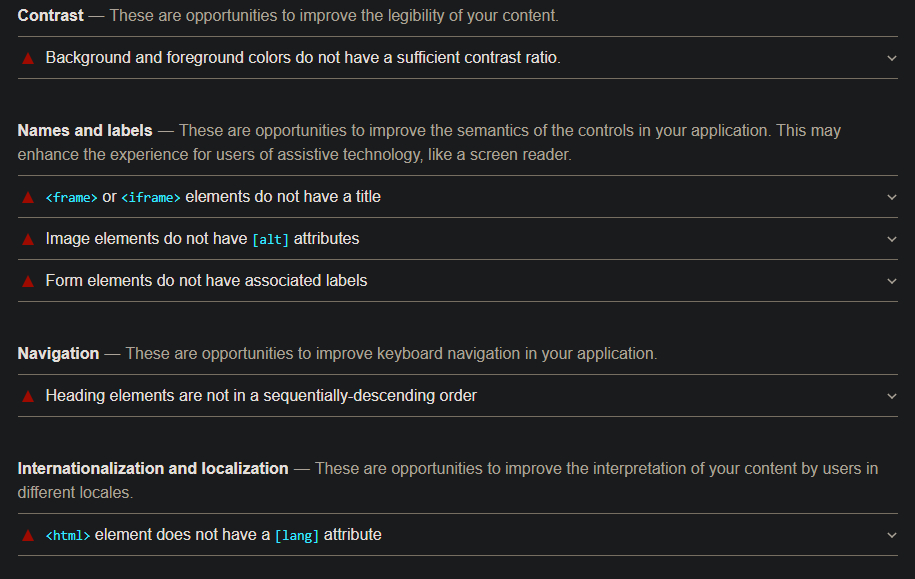 Contrast — These are opportunities to improve the legibility of your content.
Background and foreground colors do not have a sufficient contrast ratio.
Names and labels — These are opportunities to improve the semantics of the controls in your application. This may
enhance the experience for users of assistive technology, like a screen reader.
<frame> or <iframe> elements do not have a title
Image elements do not have [alt] attributes
Form elements do not have associated labels
Navigation — These are opportunities to improve keyboard navigation in your application.
Heading elements are not in a sequentially-descending order
Internationalization and localization — These are opportunities to improve the interpretation of your content by users in
different locales.
<html> element does not have a [lang] attribute